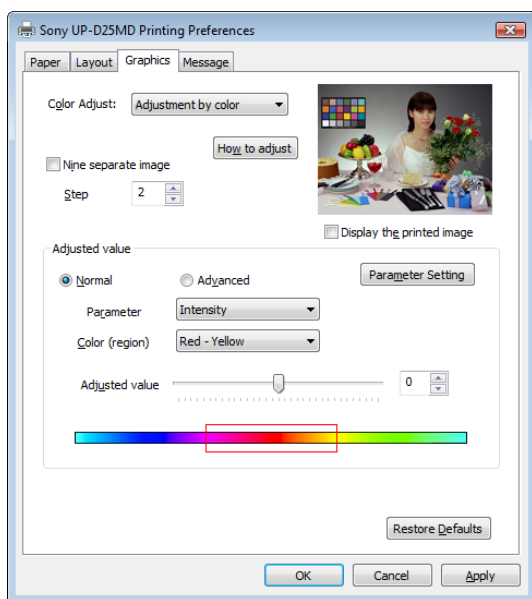 Sony UP-D25MD Printing Preferences
Paper Layout Graphics Message
Color Adjust: Adjustment by color
How to adjust
Nine separate image
Step 2
Display the printed image
Adjusted value
Normal Advanced Parameter Setting
Parameter Intensity
Color (region) Red - Yellow
Adjusted value 0
Restore Defaults
OK Cancel Apply